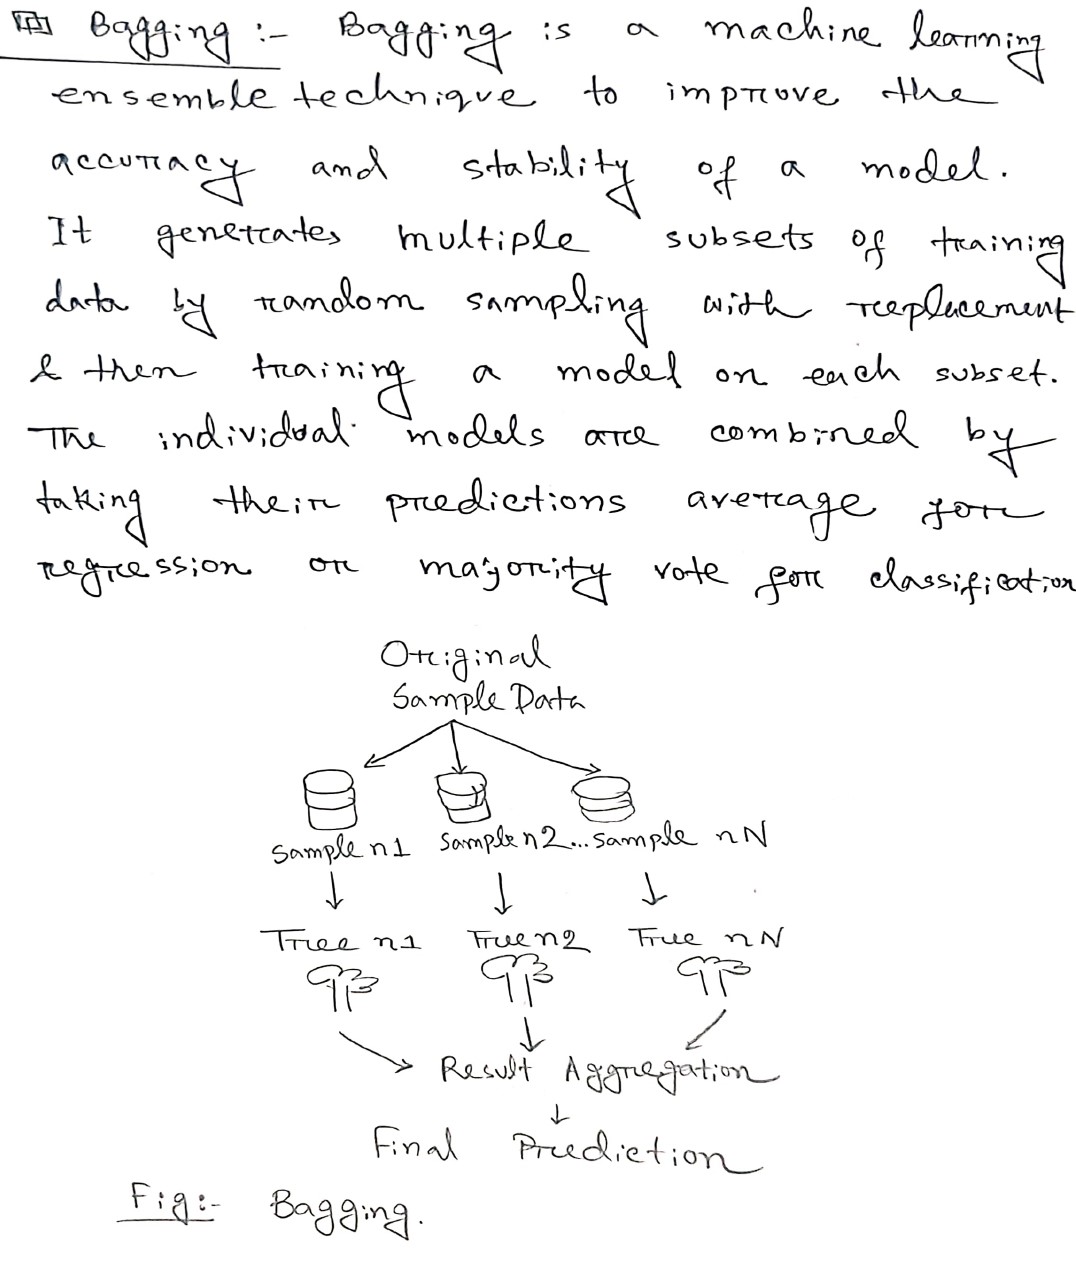 Bagging :- Bagging is a machine learning
ensemble technique to improve the
accuracy and stability of a model.
It generates multiple subsets of training
data by random sampling with replacement
& then training a model on each subset.
The individual models are combined by
taking their predictions average for
regression or majority vote for classification
Original
Sample Data
Sample n1 Sample n2... Sample nN
Tree n1 Tree n2 Tree nN
Result Aggregation
Final Prediction
Fig:- Bagging.